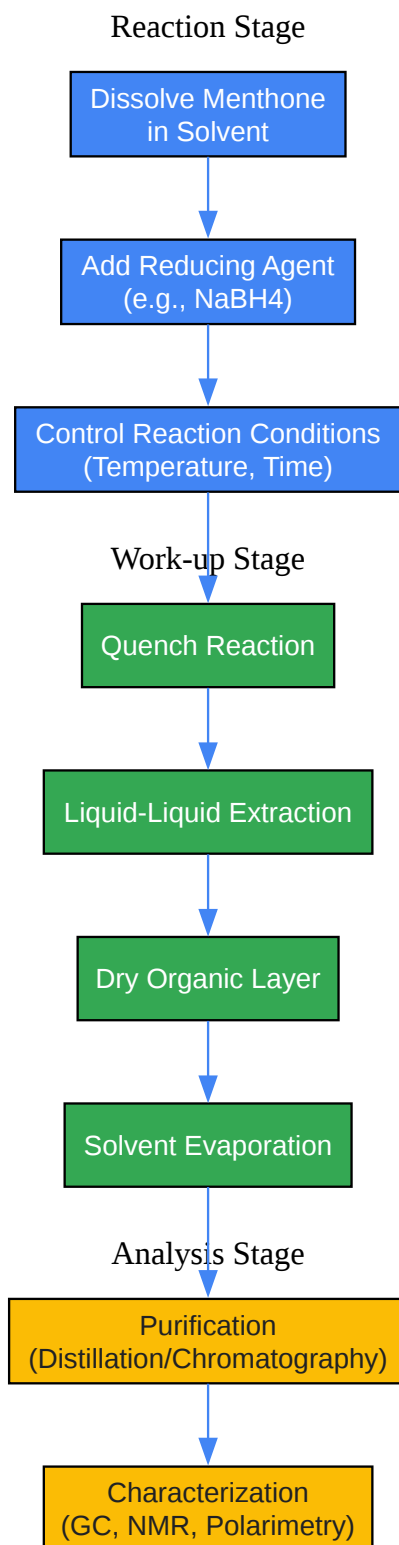 Reaction Stage
Dissolve Menthone
in Solvent
Add Reducing Agent
(e.g., NaBH4)
Control Reaction Conditions
(Temperature, Time)
Work-up Stage
Quench Reaction
Liquid-Liquid Extraction
Dry Organic Layer
Solvent Evaporation
Analysis Stage
Purification
(Distillation/Chromatography)
Characterization
(GC, NMR, Polarimetry)